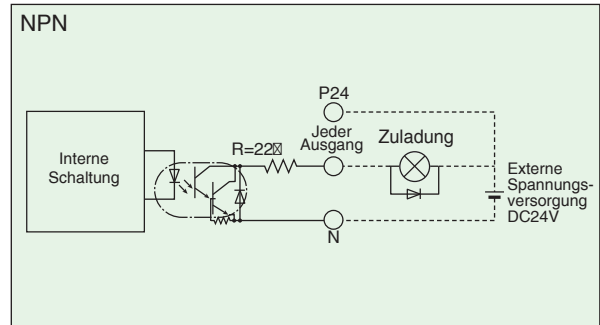 NPN
P24
Jeder
Ausgang
Zuladung
R=22
Interne
Schaltung
Externe
Spannungs-
versorgung
DC24V
N